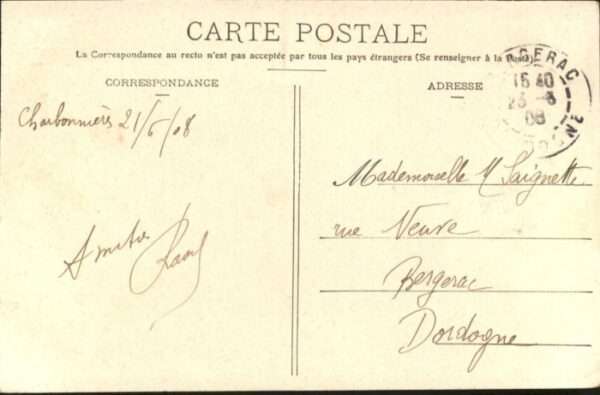 CARTE POSTALE
La Correspondance au recto n'est pas acceptée par tous les pays étrangers (Se renseigner à la Poste).
CORRESPONDANCE
Charbonnières 21/6/08
Raoul
ADRESSE
BERGERAC
15 40
23 -6
08
Mademoiselle M Saignette
rue Neuve
Bergerac
Dordogne